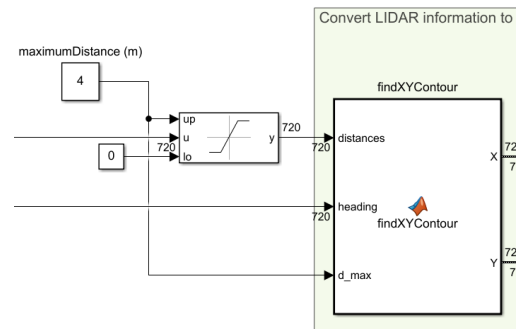 Convert LIDAR information to
maximumDistance (m)
4
findXYContour
up
u
lo
y
720
720
0
distances
720
X
72
7
heading
720
findXYContour
Y
72
7
d_max